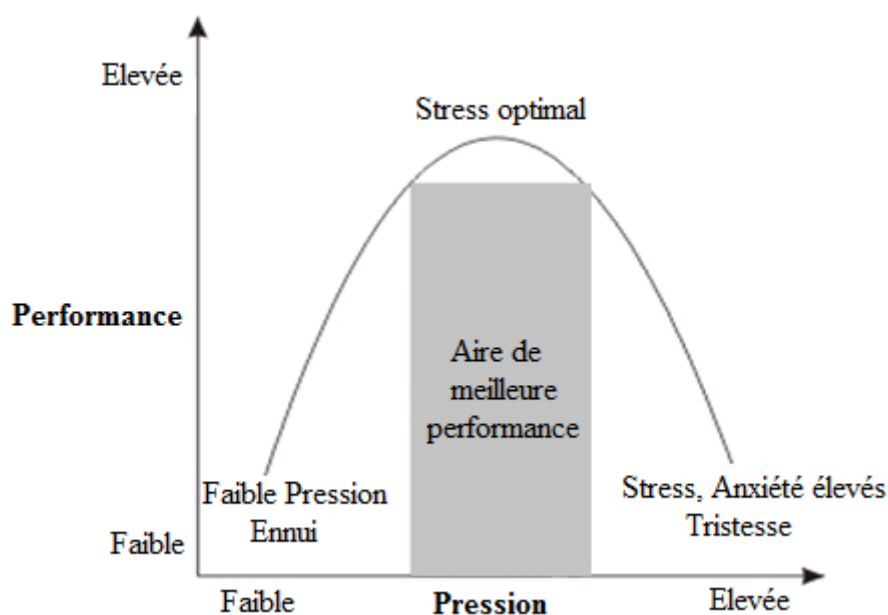 Elevée
Stress optimal
Performance
Aire de
meilleure
performance
Faible Pression
Ennui
Stress, Anxiété élevés
Tristesse
Faible
Faible
Pression
Elevée